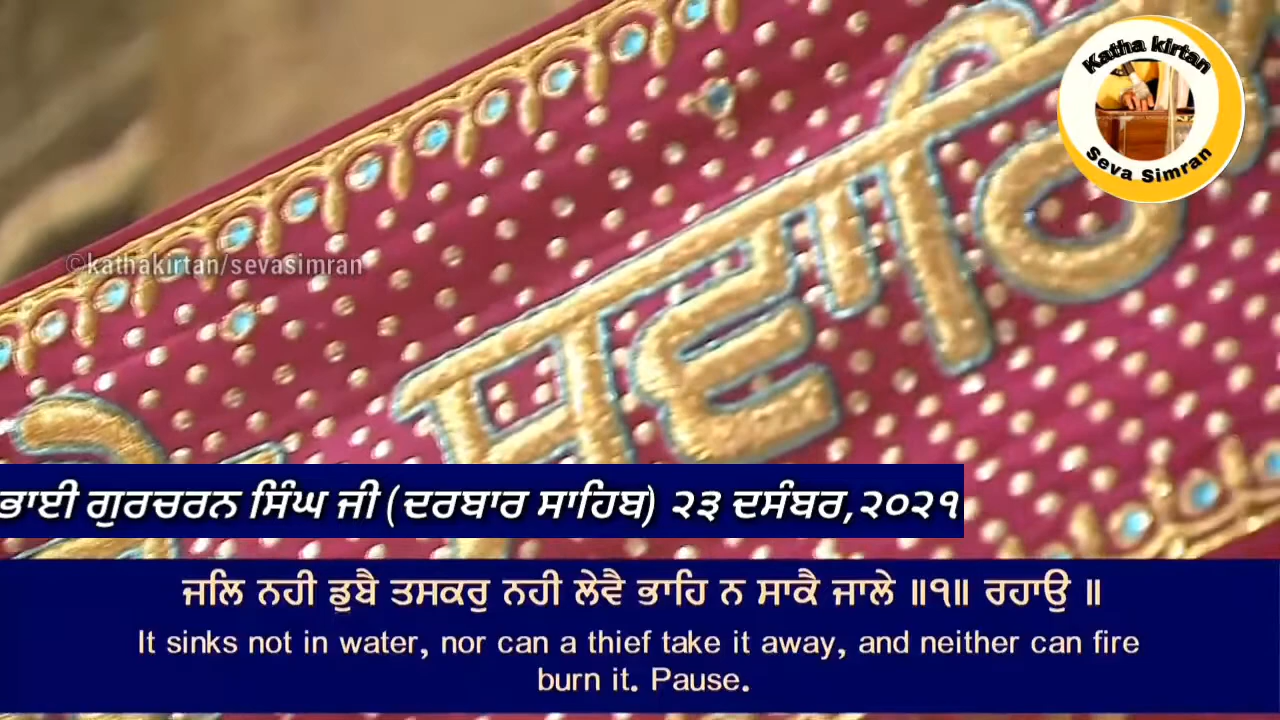 Katha kirtan
Seva Simran
©kathakirtan/sevasimran
ਭਾਈ ਗੁਰਚਰਨ ਸਿੰਘ ਜੀ (ਦਰਬਾਰ ਸਾਹਿਬ) ੨੩ ਦਸੰਬਰ,੨੦੨੧
ਜਲਿ ਨਹੀ ਡੁਬੈ ਤਸਕਰੁ ਨਹੀ ਲੇਵੈ ਭਾਹਿ ਨ ਸਾਕੈ ਜਾਲੇ ॥੧॥ ਰਹਾਉ ॥
It sinks not in water, nor can a thief take it away, and neither can fire
burn it. Pause.